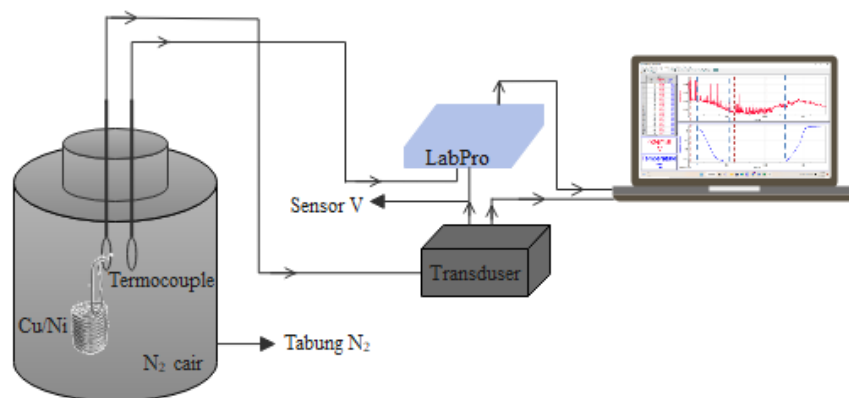 LabPro
Sensor V
Transduser
Termocouple
Cu/Ni
N₂ cair
Tabung N₂